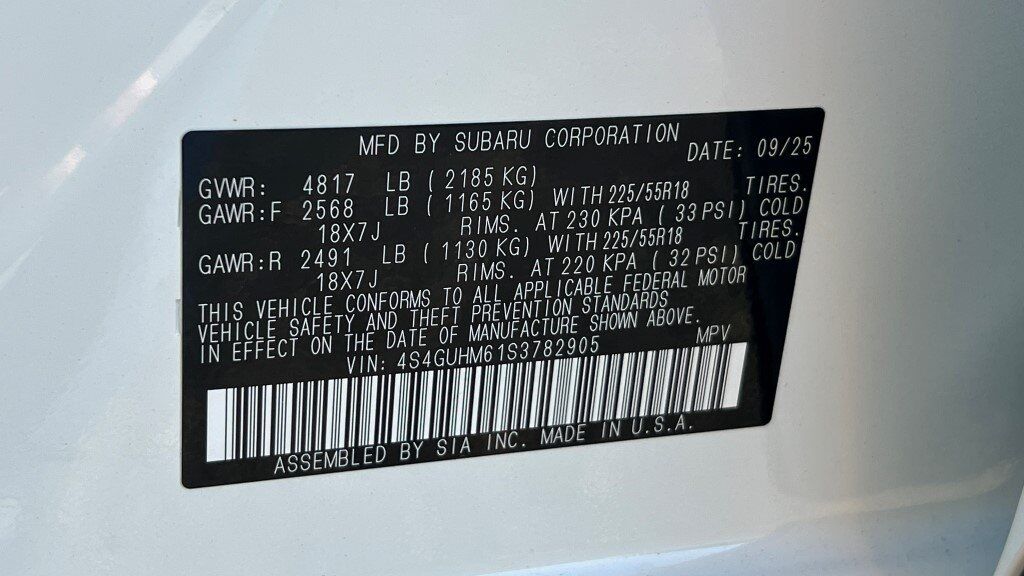 MFD BY SUBARU CORPORATION DATE: 09/25
GVWR: 4817 LB ( 2185 KG)
GAWR:F 2568 LB ( 1165 KG) WITH 225/55R18 TIRES.
18X7J RIMS. AT 230 KPA ( 33 PSI) COLD
GAWR:R 2491 LB ( 1130 KG) WITH 225/55R18 TIRES.
18X7J RIMS. AT 220 KPA ( 32 PSI) COLD
THIS VEHICLE CONFORMS TO ALL APPLICABLE FEDERAL MOTOR
VEHICLE SAFETY AND THEFT PREVENTION STANDARDS
IN EFFECT ON THE DATE OF MANUFACTURE SHOWN ABOVE.
VIN: 4S4GUHM61S3782905 MPV
ASSEMBLED BY SIA INC. MADE IN U.S.A.